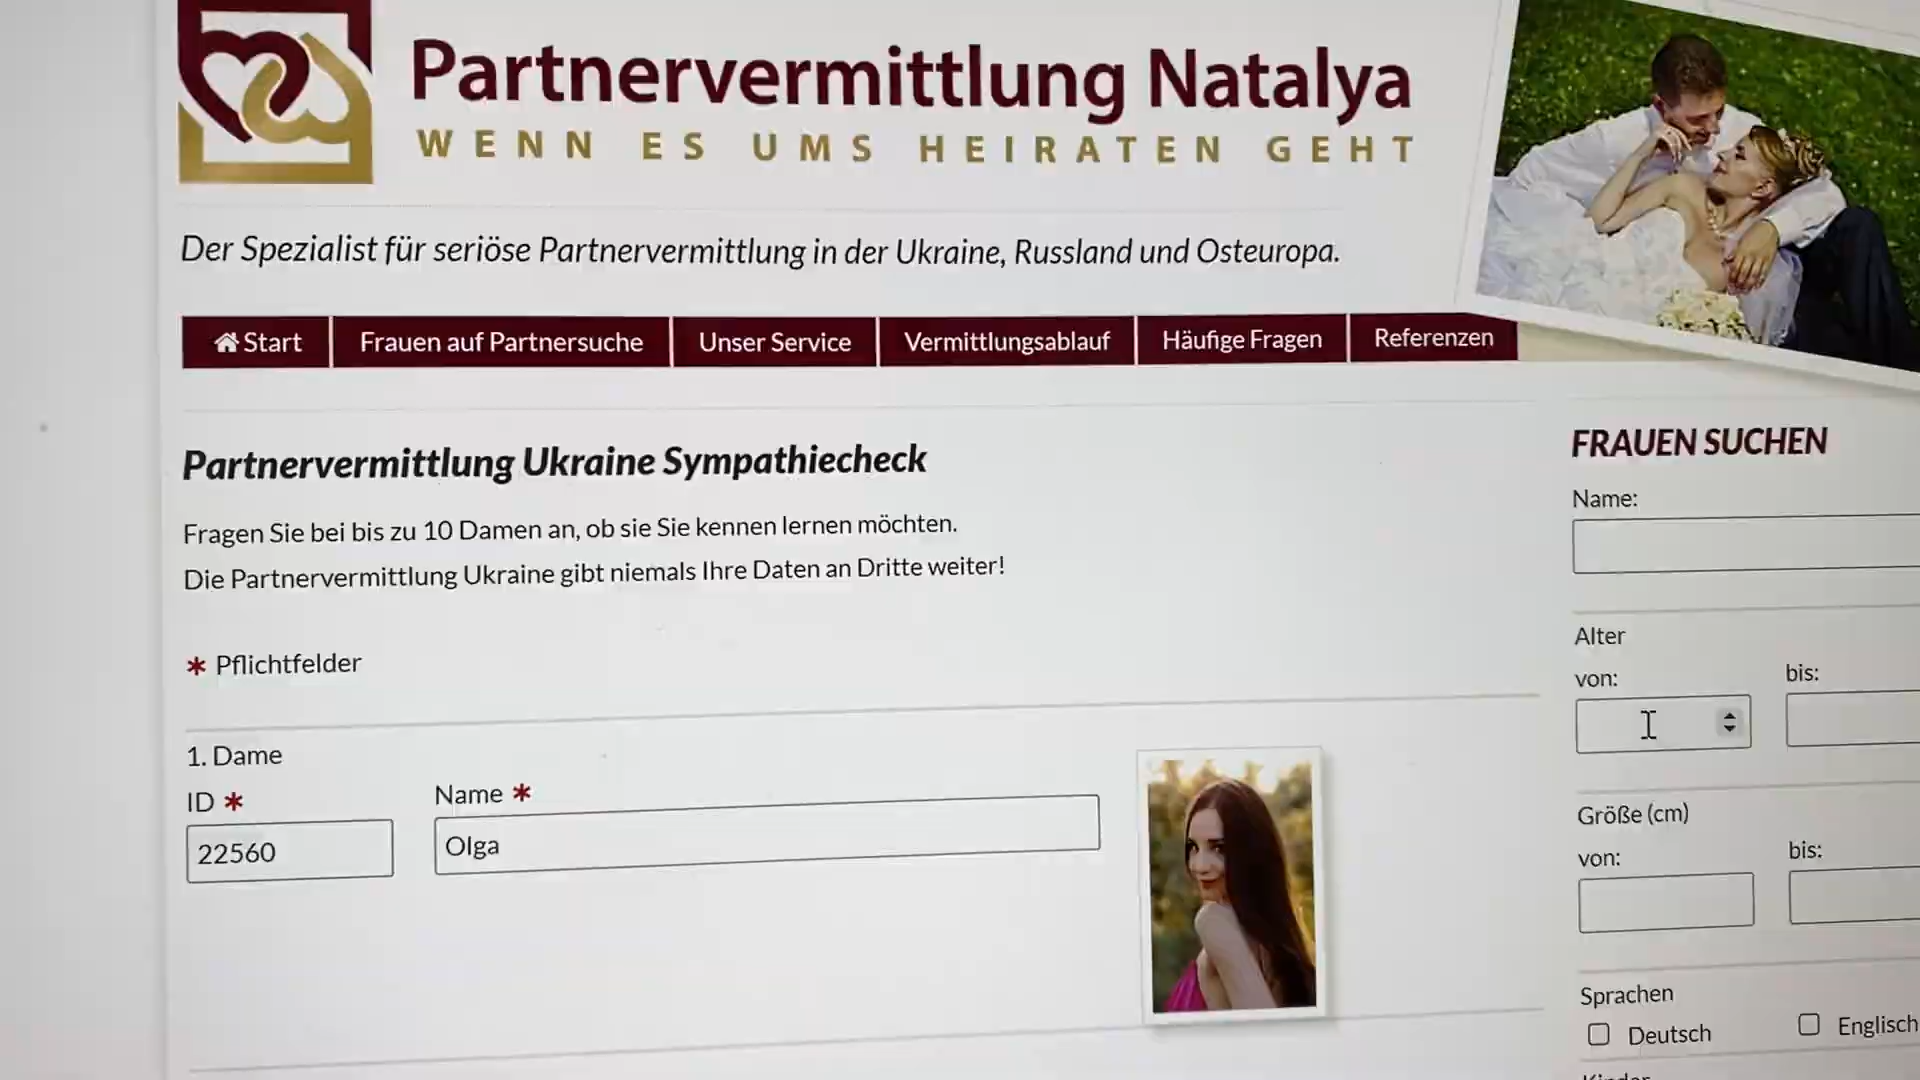 Partnervermittlung Natalya
WENN ES UMS HEIRATEN GEHT
Der Spezialist für seriöse Partnervermittlung in der Ukraine, Russland und Osteuropa.
Start Frauen auf Partnersuche Unser Service Vermittlungsablauf Häufige Fragen Referenzen
Partnervermittlung Ukraine Sympathiecheck
Fragen Sie bei bis zu 10 Damen an, ob sie Sie kennen lernen möchten.
Die Partnervermittlung Ukraine gibt niemals Ihre Daten an Dritte weiter!
* Pflichtfelder
1. Dame
ID * Name *
22560 Olga
FRAUEN SUCHEN
Name:
Alter
von: bis:
Größe (cm)
von: bis:
Sprachen
Deutsch Englisch